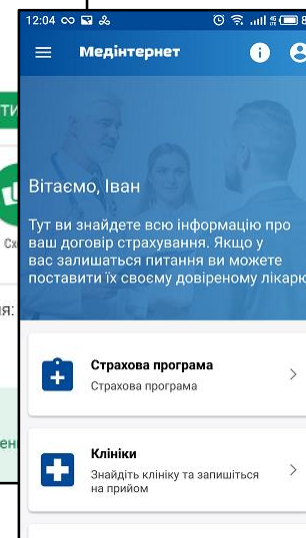 12:04
Медінтернет
Вітаємо, Іван
Тут ви знайдете всю інформацію про
ваш договір страхування. Якщо у
вас залишаться питання ви можете
поставити їх своєму довіреному лікарю
Страхова програма
Страхова програма
Клініки
Знайдіть клініку та запишіться
на прийом